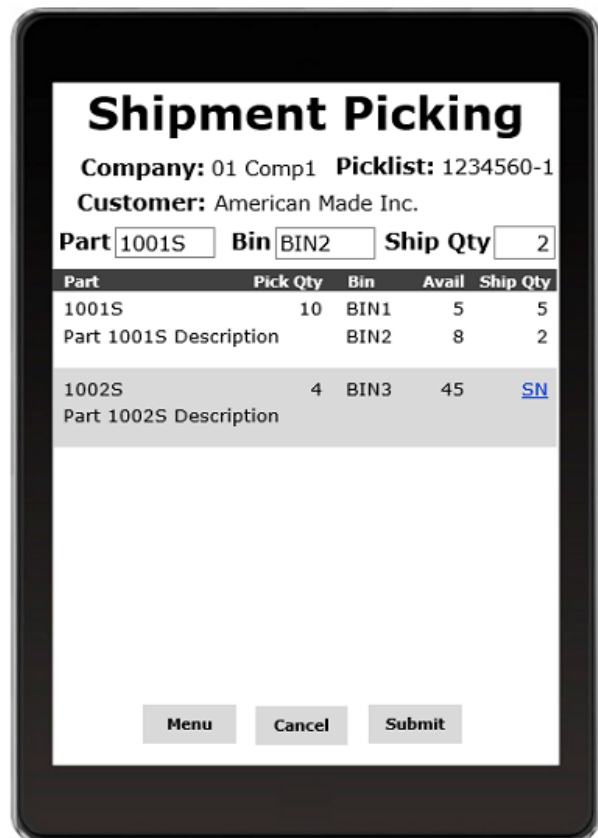 Shipment Picking
Company: 01 Comp1 Picklist: 1234560-1
Customer: American Made Inc.
Part 1001S Bin BIN2 Ship Qty 2
Part Pick Qty Bin Avail Ship Qty
1001S 10 BIN1 5 5
Part 1001S Description BIN2 8 2
1002S 4 BIN3 45 SN
Part 1002S Description
Menu Cancel Submit